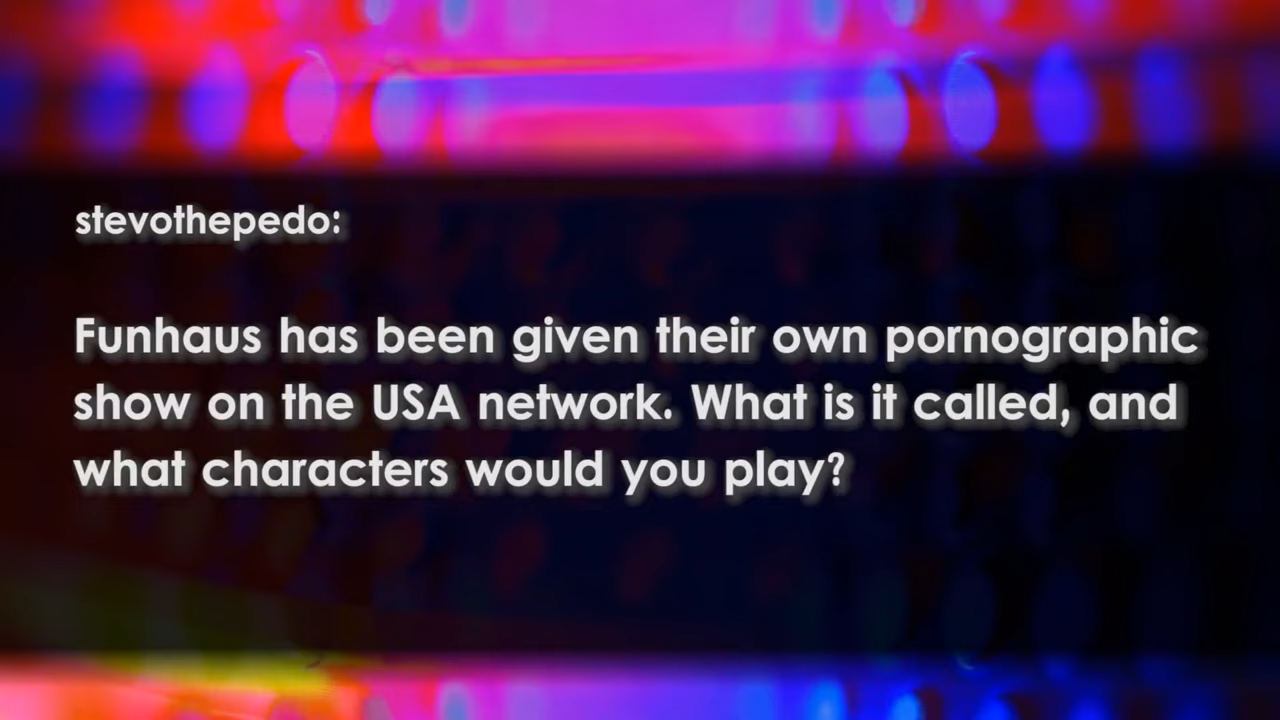 stevothepedo:
Funhaus has been given their own pornographic
show on the USA network. What is it called, and
what characters would you play?